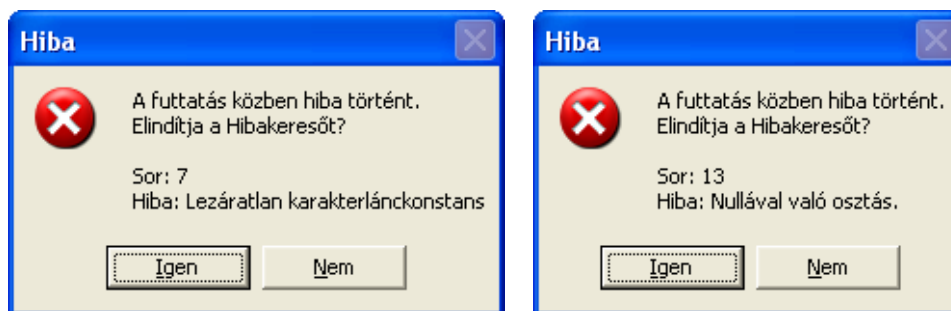 Hiba
A futtatás közben hiba történt.
Elindítja a Hibakeresőt?
Sor: 7
Hiba: Lezáratlan karakterlánckonstans
Igen
Nem
Hiba
A futtatás közben hiba történt.
Elindítja a Hibakeresőt?
Sor: 13
Hiba: Nullával való osztás.
Igen
Nem